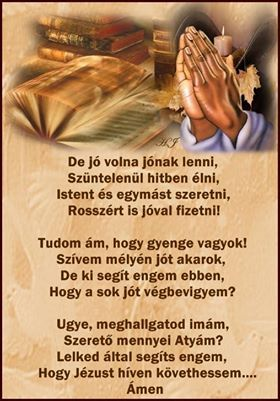 HJ
De jó volna jónak lenni,
Szüntelenül hitben élni,
Istent és egymást szeretni,
Rosszért is jóval fizetni!
Tudom ám, hogy gyenge vagyok!
Szívem mélyén jót akarok,
De ki segít engem ebben,
Hogy a sok jót végbevigyem?
Ugye, meghallgatod imám,
Szerető mennyei Atyám?
Lelked által segíts engem,
Hogy Jézust híven követhessem....
Ámen